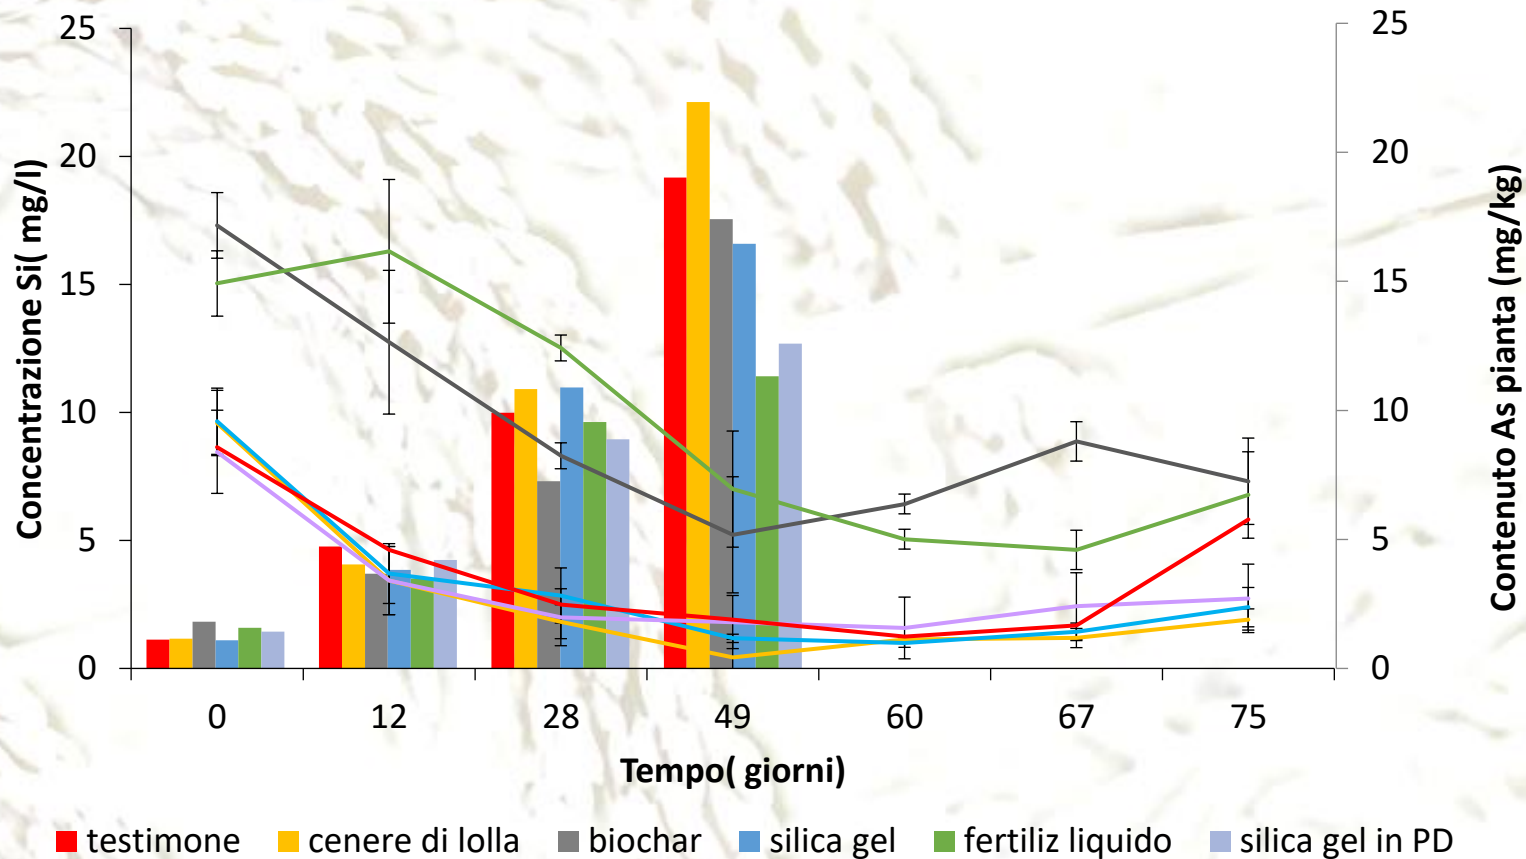 Concentrazione Si( mg/l)
25
20
15
10
5
0
25
20
15
10
5
0
Contenuto As pianta (mg/kg)
0 12 28 49 60 67 75
Tempo( giorni)
testimone cenere di lolla biochar silica gel fertiliz liquido silica gel in PD